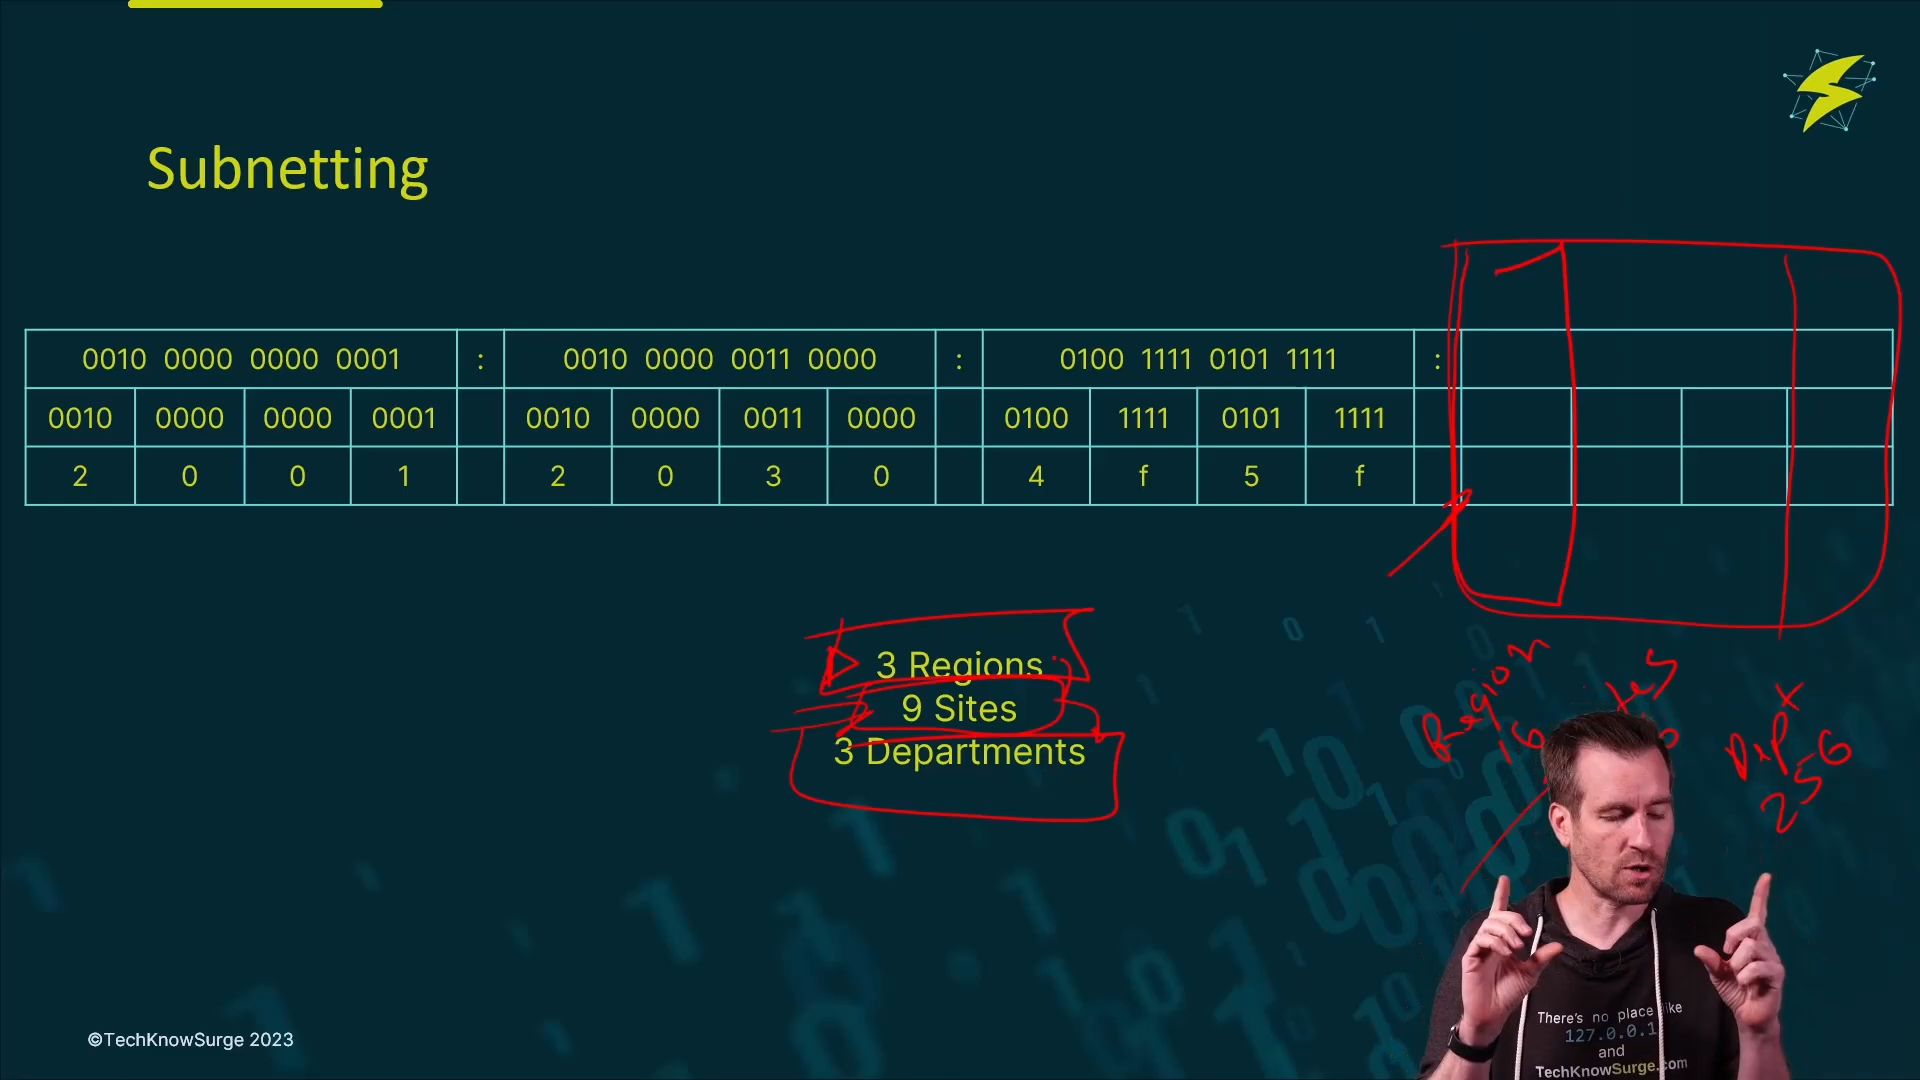 Subnetting
0010 0000 0000 0001 : 0010 0000 0011 0000 : 0100 1111 0101 1111 :
0010 0000 0000 0001 0010 0000 0011 0000 0100 1111 0101 1111
2 0 0 1 2 0 3 0 4 f 5 f
3 Regions
9 Sites
3 Departments
Region
16
256
There's no place like
127.0.0.1
and
TechKnowSurge.com
©TechKnowSurge 2023